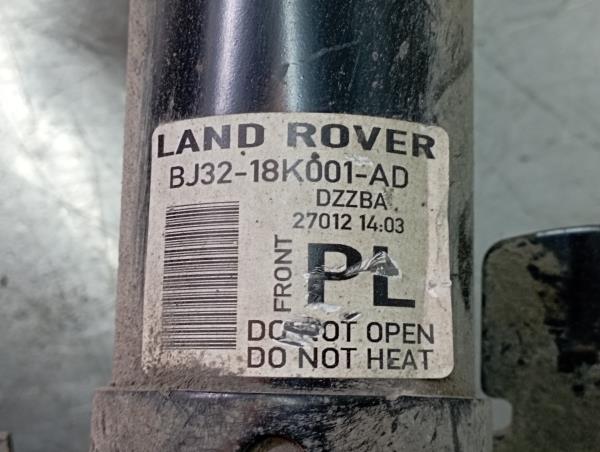 LAND ROVER
BJ32-18K001-AD
DZZBA
27012 14:03
FRONT
PL
DO NOT OPEN
DO NOT HEAT